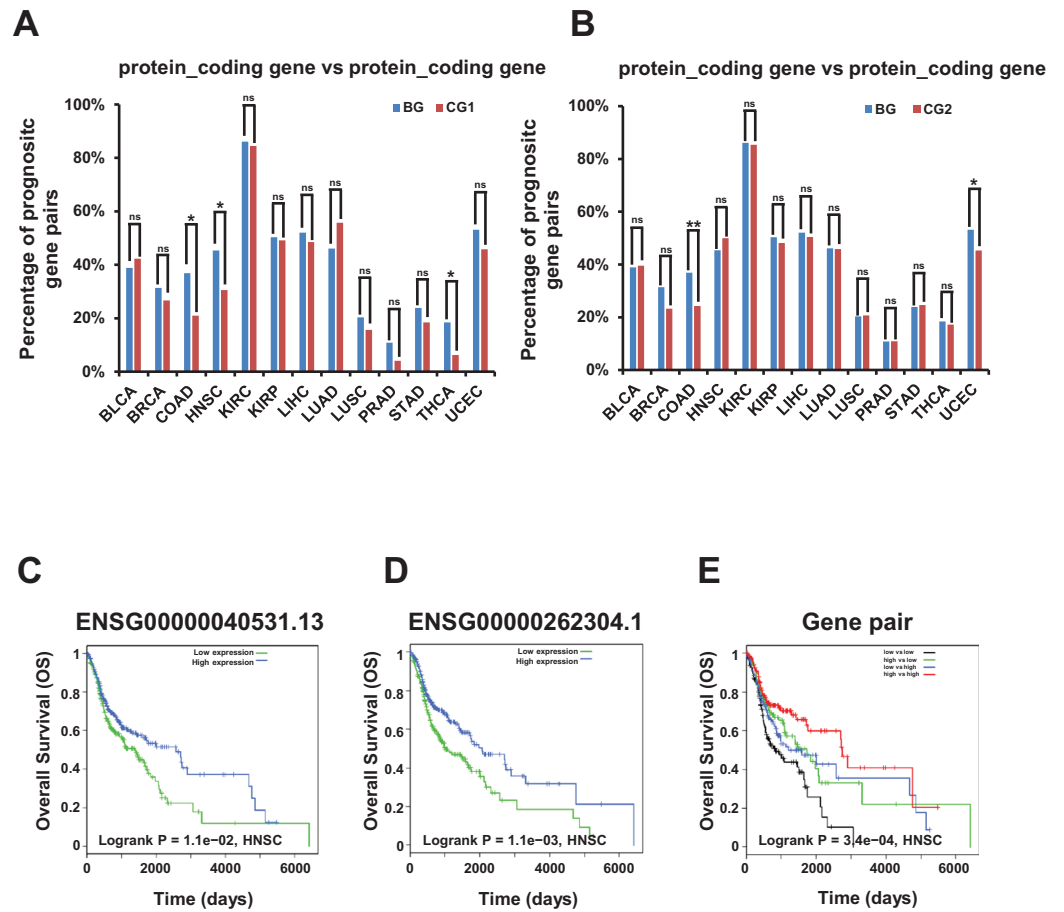 A
protein_coding gene vs protein_coding gene
BG CG1
Percentage of prognositc
gene pairs
100%
80%
60%
40%
20%
0%
ns
ns
*
*
ns
ns
ns
ns
ns
ns
ns
*
ns
BLCA
BRCA
COAD
HNSC
KIRC
KIRP
LIHC
LUAD
LUSC
PRAD
STAD
THCA
UCEC
B
protein_coding gene vs protein_coding gene
BG CG2
Percentage of prognositc
gene pairs
100%
80%
60%
40%
20%
0%
ns
ns
**
ns
ns
ns
ns
ns
ns
ns
ns
ns
*
BLCA
BRCA
COAD
HNSC
KIRC
KIRP
LIHC
LUAD
LUSC
PRAD
STAD
THCA
UCEC
C
ENSG00000040531.13
Low expression
High expression
Overall Survival (OS)
1
0.8
0.6
0.4
0.2
0
Logrank P = 1.1e−02, HNSC
0 2000 4000 6000
Time (days)
D
ENSG00000262304.1
Low expression
High expression
Overall Survival (OS)
1
0.8
0.6
0.4
0.2
0
Logrank P = 1.1e−03, HNSC
0 2000 4000 6000
Time (days)
E
Gene pair
low vs low
high vs low
low vs high
high vs high
Overall Survival (OS)
1
0.8
0.6
0.4
0.2
0
Logrank P = 3.4e−04, HNSC
0 2000 4000 6000
Time (days)